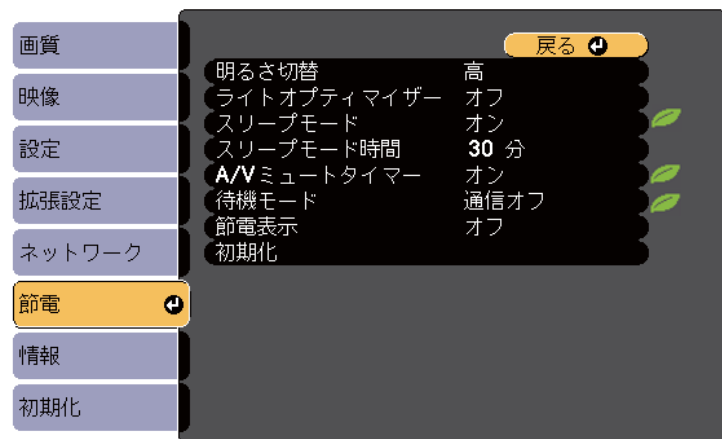 画質
映像
設定
拡張設定
ネットワーク
節電
情報
初期化
戻る
明るさ切替 高
ライトオプティマイザー オフ
スリープモード オン
スリープモード時間 30 分
A/Vミュートタイマー オン
待機モード 通信オフ
節電表示 オフ
初期化